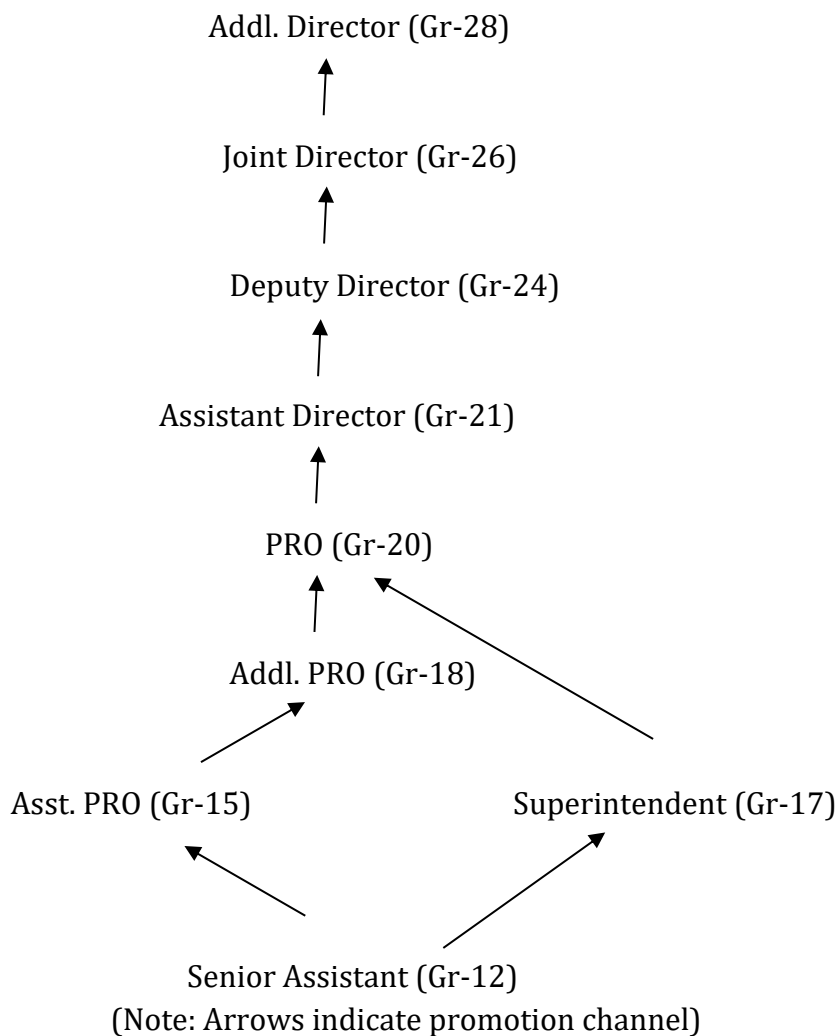 Addl. Director (Gr-28)
Joint Director (Gr-26)
Deputy Director (Gr-24)
Assistant Director (Gr-21)
PRO (Gr-20)
Addl. PRO (Gr-18)
Asst. PRO (Gr-15)
Superintendent (Gr-17)
Senior Assistant (Gr-12)
(Note: Arrows indicate promotion channel)